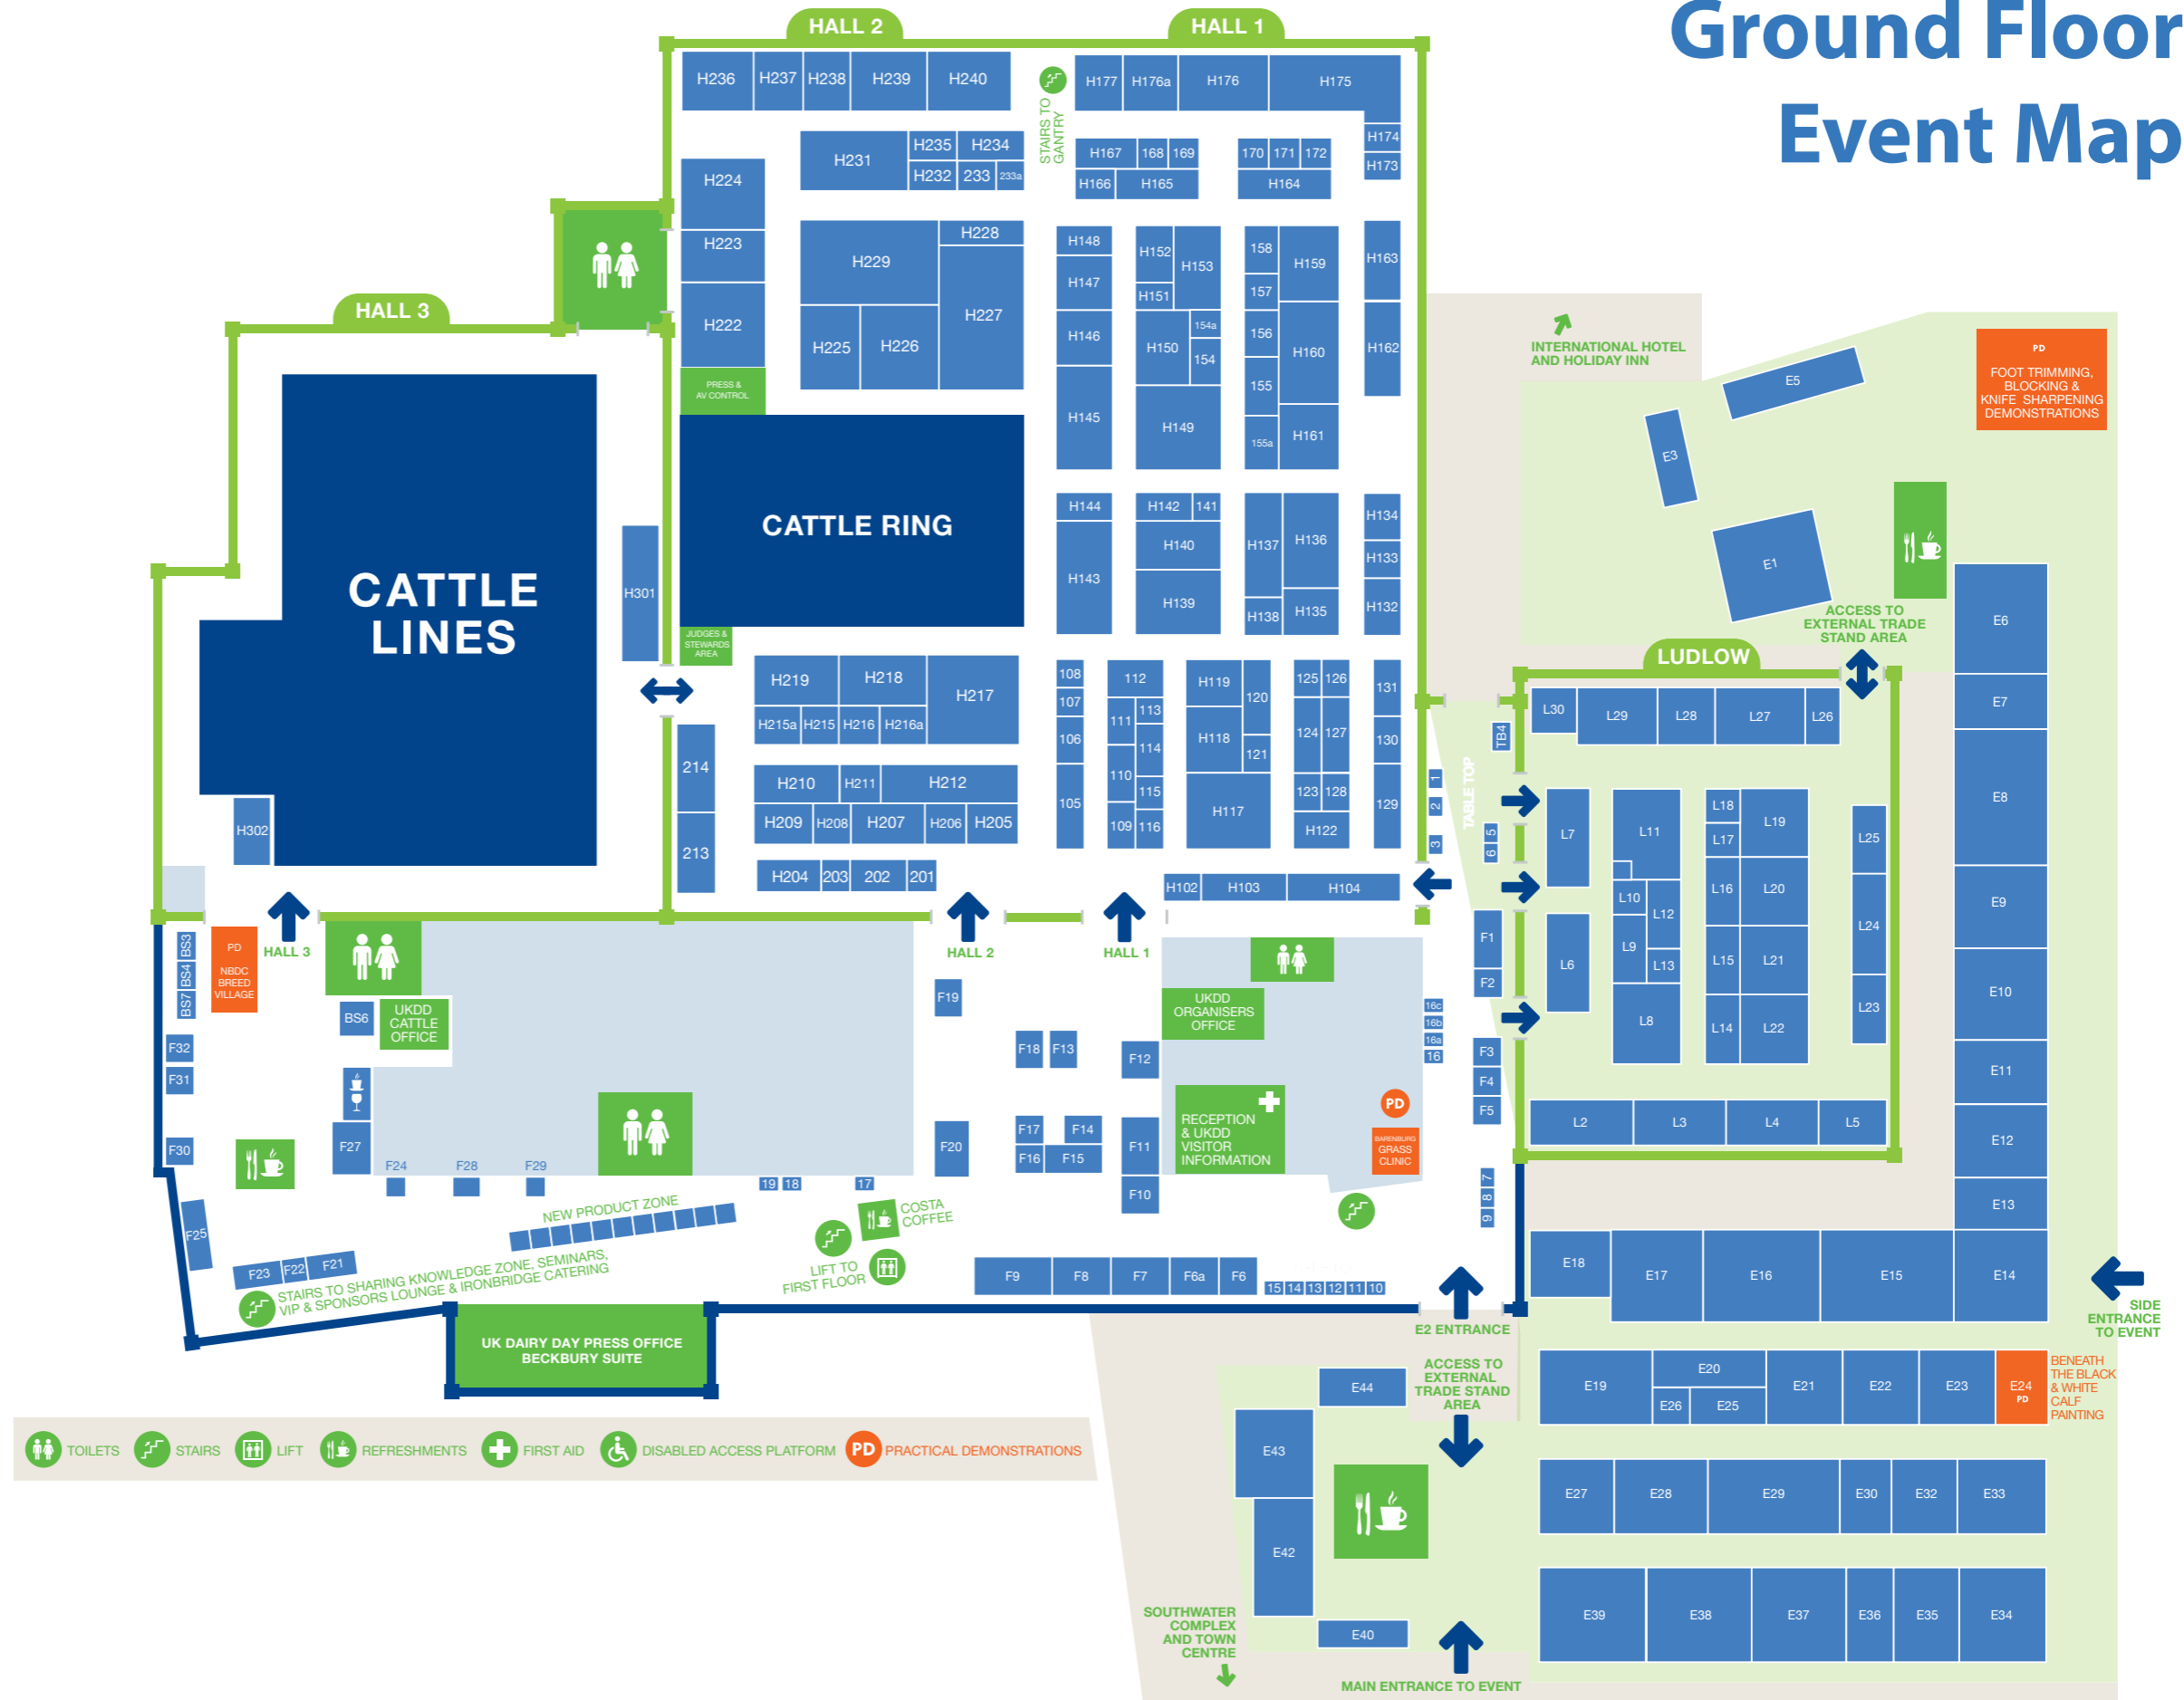 Ground Floor
Event Map
HALL 2
HALL 1
H236
H237
H238
H239
H240
STAIRS TO
GANTRY
H177
H176a
H176
H175
H174
H173
H231
H235
H234
H232
233
233a
H167
168
169
H166
H165
170
171
172
H164
H224
H223
H222
PRESS &
AV CONTROL
H229
H228
H227
H225
H226
H148
H147
H146
H145
H152
H153
H151
H150
154a
154
H149
158
157
156
155
155a
H159
H160
H161
H163
H162
HALL 3
CATTLE
LINES
CATTLE RING
H301
H302
JUDGES &
STEWARDS
AREA
H144
H143
H142
141
H140
H139
H137
H138
H136
H135
H134
H133
H132
H219
H218
H217
H215a
H215
H216
H216a
214
213
H210
H211
H212
H209
H208
H207
H206
H205
H204
203
202
201
108
107
106
105
112
111
113
114
110
115
109
116
H119
120
H118
121
H117
125
126
124
127
123
128
H122
131
130
129
H102
H103
H104
INTERNATIONAL HOTEL
AND HOLIDAY INN
E5
E3
E1
PD
FOOT TRIMMING,
BLOCKING &
KNIFE SHARPENING
DEMONSTRATIONS
ACCESS TO
EXTERNAL TRADE
STAND AREA
LUDLOW
L30
L29
L28
L27
L26
TB4
TABLE TOP
1
2
3
5
6
L7
L6
L11
L10
L12
L9
L13
L8
L18
L17
L19
L16
L20
L15
L21
L14
L22
L25
L24
L23
L2
L3
L4
L5
E6
E7
E8
E9
E10
E11
E12
E13
E14
E18
E17
E16
E15
SIDE
ENTRANCE
TO EVENT
HALL 3
HALL 2
HALL 1
BS3
BS4
BS7
PD
NBDC
BREED
VILLAGE
BS6
UKDD
CATTLE
OFFICE
F32
F31
F30
F27
F25
F24
F28
F29
F23
F22
F21
NEW PRODUCT ZONE
STAIRS TO SHARING KNOWLEDGE ZONE, SEMINARS,
VIP & SPONSORS LOUNGE & IRONBRIDGE CATERING
19
18
17
COSTA
COFFEE
LIFT TO
FIRST FLOOR
F19
F20
F18
F13
F17
F14
F16
F15
F12
F11
F10
UKDD
ORGANISERS
OFFICE
RECEPTION
& UKDD
VISITOR
INFORMATION
PD
BARENBURG
GRASS
CLINIC
16c
16b
16a
16
F1
F2
F3
F4
F5
7
8
9
F9
F8
F7
F6a
F6
15
14
13
12
11
10
UK DAIRY DAY PRESS OFFICE
BECKBURY SUITE
E2 ENTRANCE
ACCESS TO
EXTERNAL
TRADE STAND
AREA
E44
E43
E42
E40
E19
E20
E26
E25
E21
E22
E23
E24
PD
BENEATH
THE BLACK
& WHITE
CALF
PAINTING
E27
E28
E29
E30
E32
E33
E39
E38
E37
E36
E35
E34
SOUTHWATER
COMPLEX
AND TOWN
CENTRE
MAIN ENTRANCE TO EVENT
TOILETS
STAIRS
LIFT
REFRESHMENTS
FIRST AID
DISABLED ACCESS PLATFORM
PD PRACTICAL DEMONSTRATIONS